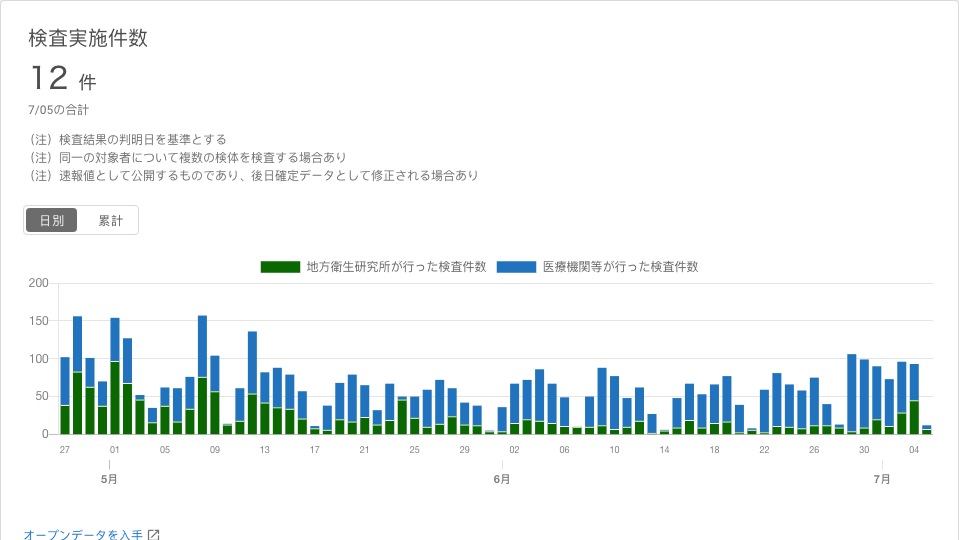 検査実施件数
12 件
7/05の合計
（注）検査結果の判明日を基準とする
（注）同一の対象者について複数の検体を検査する場合あり
（注）速報値として公開するものであり、後日確定データとして修正される場合あり
日別 累計
地方衛生研究所が行った検査件数 医療機関等が行った検査件数
200
150
100
50
0
27 01 05 09 13 17 21 25 29 02 06 10 14 18 22 26 30 04
5月 6月 7月
オープンデータを入手